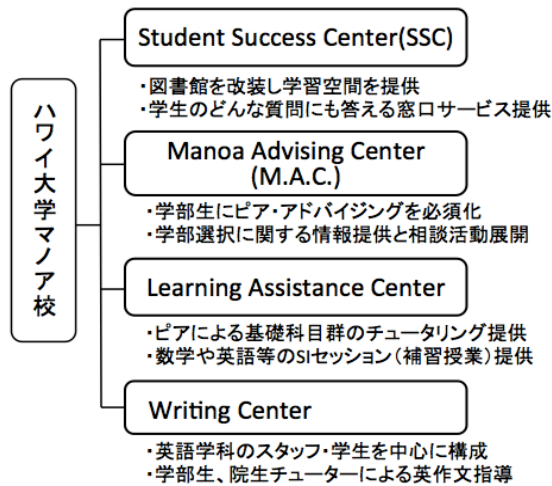 ハワイ大学マノア校
Student Success Center(SSC)
・図書館を改装し学習空間を提供
・学生のどんな質問にも答える窓口サービス提供
Manoa Advising Center
(M.A.C.)
・学部生にピア・アドバイジングを必須化
・学部選択に関する情報提供と相談活動展開
Learning Assistance Center
・ピアによる基礎科目群のチュータリング提供
・数学や英語等のSIセッション(補習授業)提供
Writing Center
・英語学科のスタッフ・学生を中心に構成
・学部生、院生チューターによる英作文指導